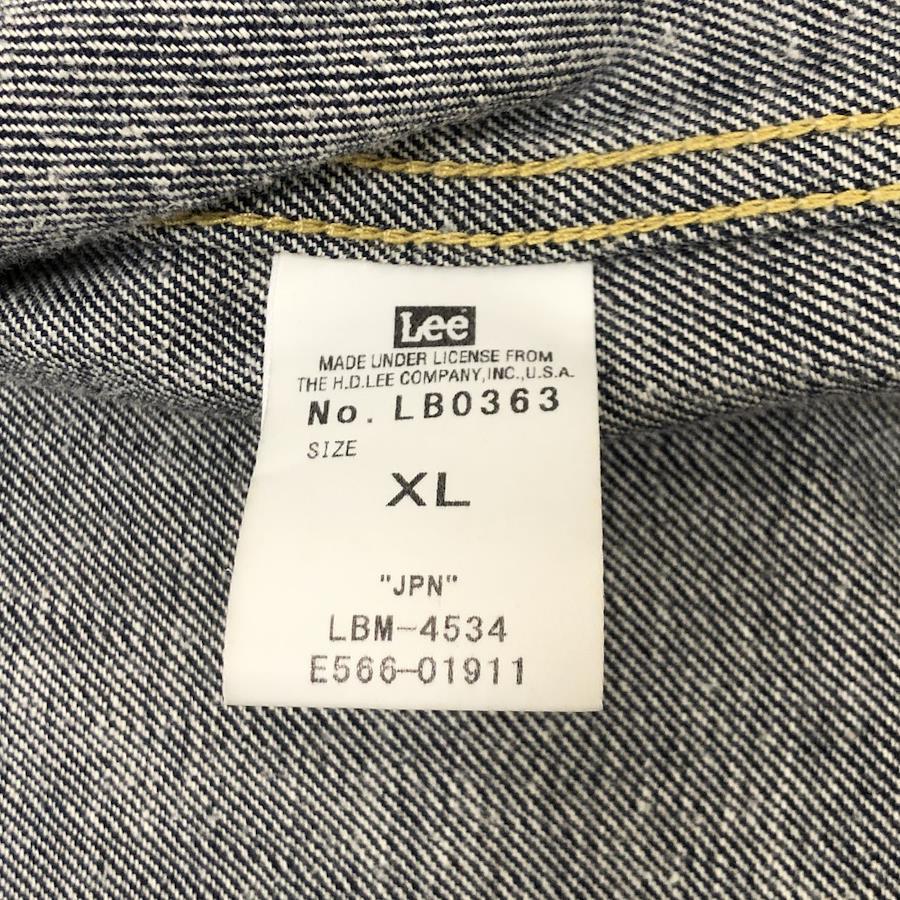 Lee
MADE UNDER LICENSE FROM
THE H.D.LEE COMPANY,INC.,U.S.A.
No. LB0363
SIZE
XL
"JPN"
LBM-4534
E566-01911